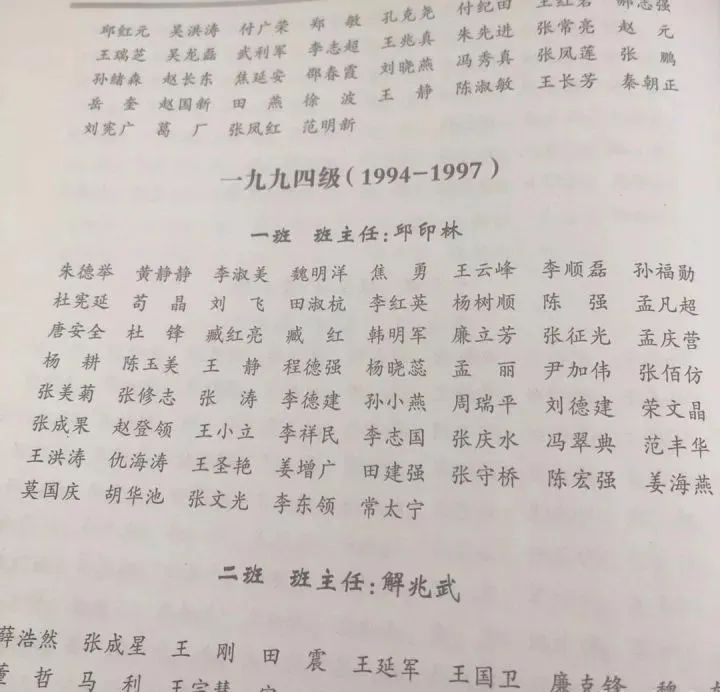 邱红元 吴洪涛 付广荣 郑 敏 孔克尧 付纪田 王红岩 郝志强
王瑞芝 吴龙磊 武利军 李志超 王兆真 朱先进 张常亮 赵 元
孙绪森 赵长东 焦延安 邵春霞 刘晓燕 冯秀真 张凤莲 张 鹏
岳 奎 赵国新 田 燕 徐 波 王 静 陈淑敏 王长芳 秦朝正
刘宪广 葛 厂 张凤红 范明新
一九九四级(1994-1997)
一班 班主任:邱印林
朱德举 黄静静 李淑美 魏明洋 焦 勇 王云峰 李顺磊 孙福勋
杜宪延 苟 晶 刘 飞 田淑杭 李红英 杨树顺 陈 强 孟凡超
唐安全 杜 锋 臧红亮 臧 红 韩明军 廉立芳 张征光 孟庆营
杨 耕 陈玉美 王 静 程德强 杨晓蕊 孟 丽 尹加伟 张佰仿
张美菊 张修志 张 涛 李德建 孙小燕 周瑞平 刘德建 荣文晶
张成果 赵登领 王小立 李祥民 李志国 张庆水 冯翠典 范丰华
王洪涛 仇海涛 王圣艳 姜增广 田建强 张守桥 陈宏强 姜海燕
莫国庆 胡华池 张文光 李东领 常太宁
二班 班主任:解兆武
薛浩然 张成星 王 刚 田 震 王延军 王国卫 廉克锋 魏
董 哲 马 利